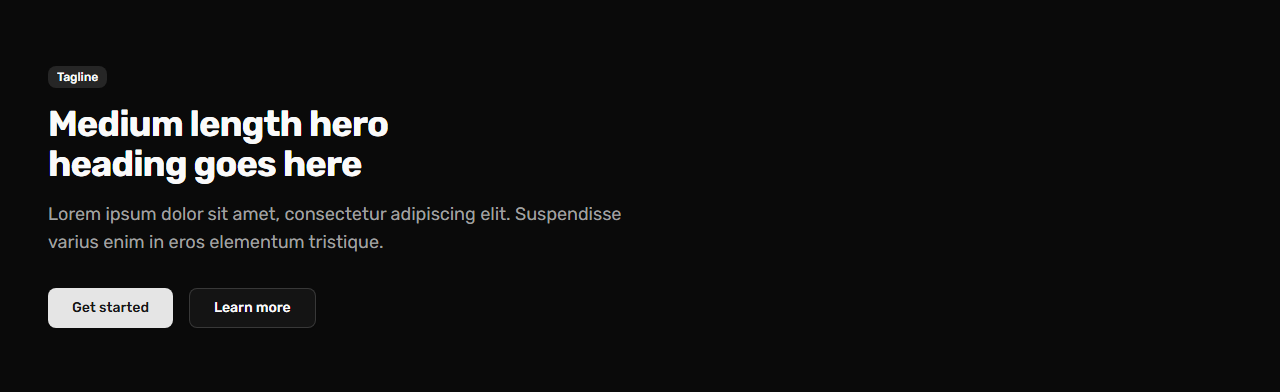 Tagline
Medium length hero
heading goes here
Lorem ipsum dolor sit amet, consectetur adipiscing elit. Suspendisse
varius enim in eros elementum tristique.
Get started
Learn more